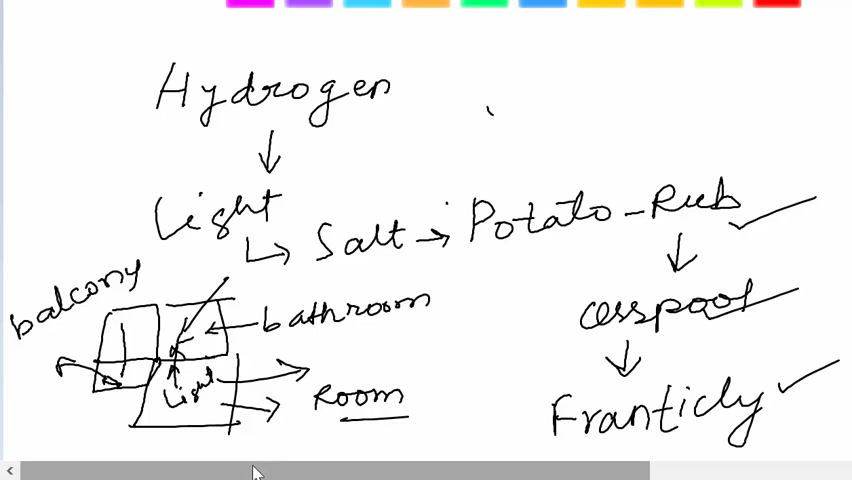 Hydrogen
Light
Salt → Potato - Rub
cesspool
Franticly
balcony
bathroom
Light
Room